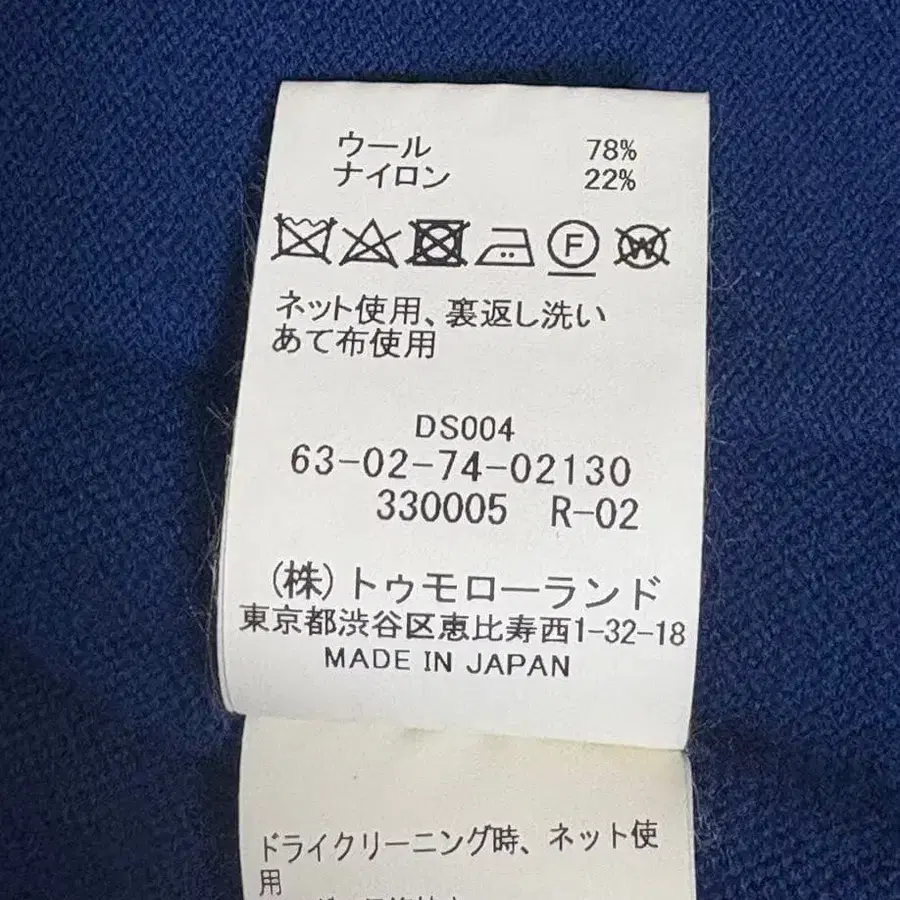 ウール 78%
ナイロン 22%
F W
ネット使用、裏返し洗い
あて布使用
DS004
63-02-74-02130
330005 R-02
(株)トゥモローランド
東京都渋谷区恵比寿西1-32-18
MADE IN JAPAN
ドライクリーニング時、ネット使
用